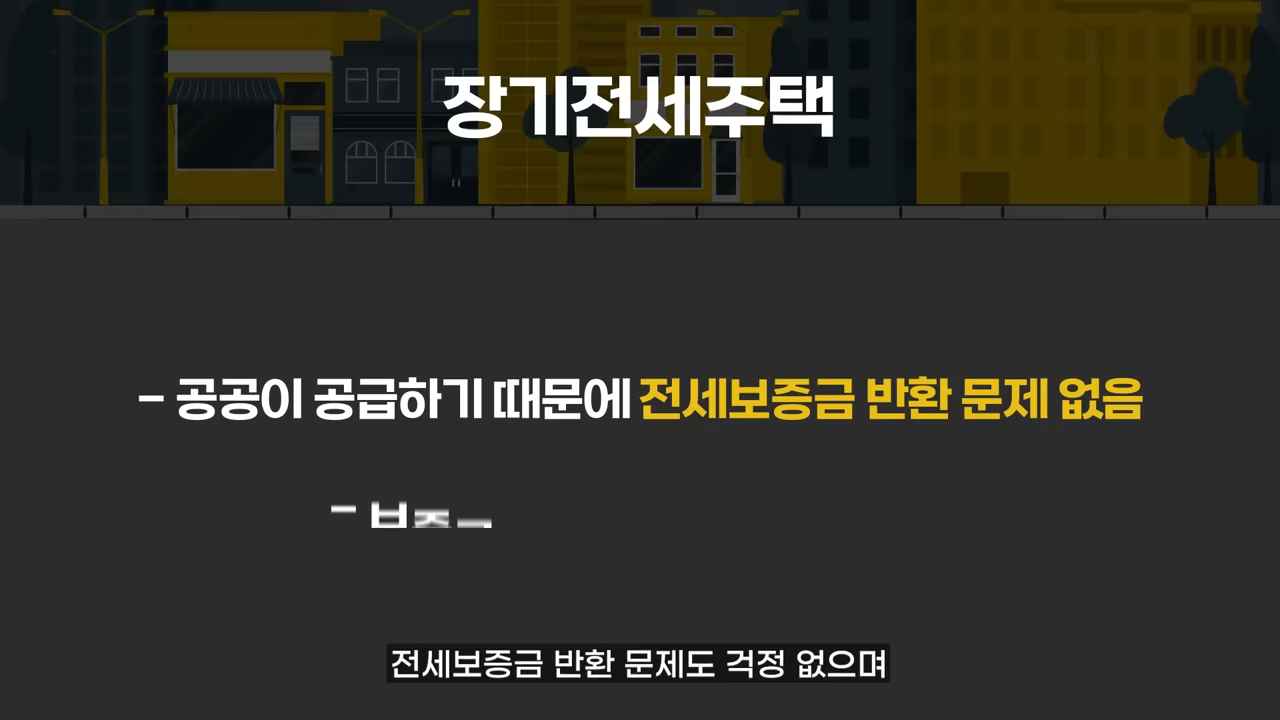 장기전세주택
- 공공이 공급하기 때문에 전세보증금 반환 문제 없음
전세보증금 반환 문제도 걱정 없으며